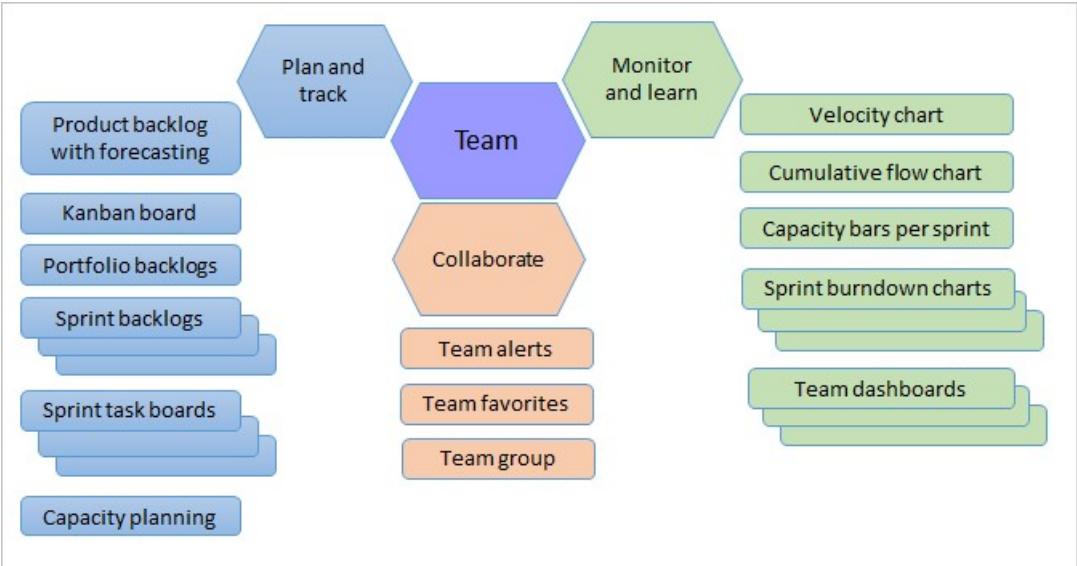 Plan and
track
Monitor
and learn
Team
Collaborate
Product backlog
with forecasting
Kanban board
Portfolio backlogs
Sprint backlogs
Sprint task boards
Capacity planning
Team alerts
Team favorites
Team group
Velocity chart
Cumulative flow chart
Capacity bars per sprint
Sprint burndown charts
Team dashboards